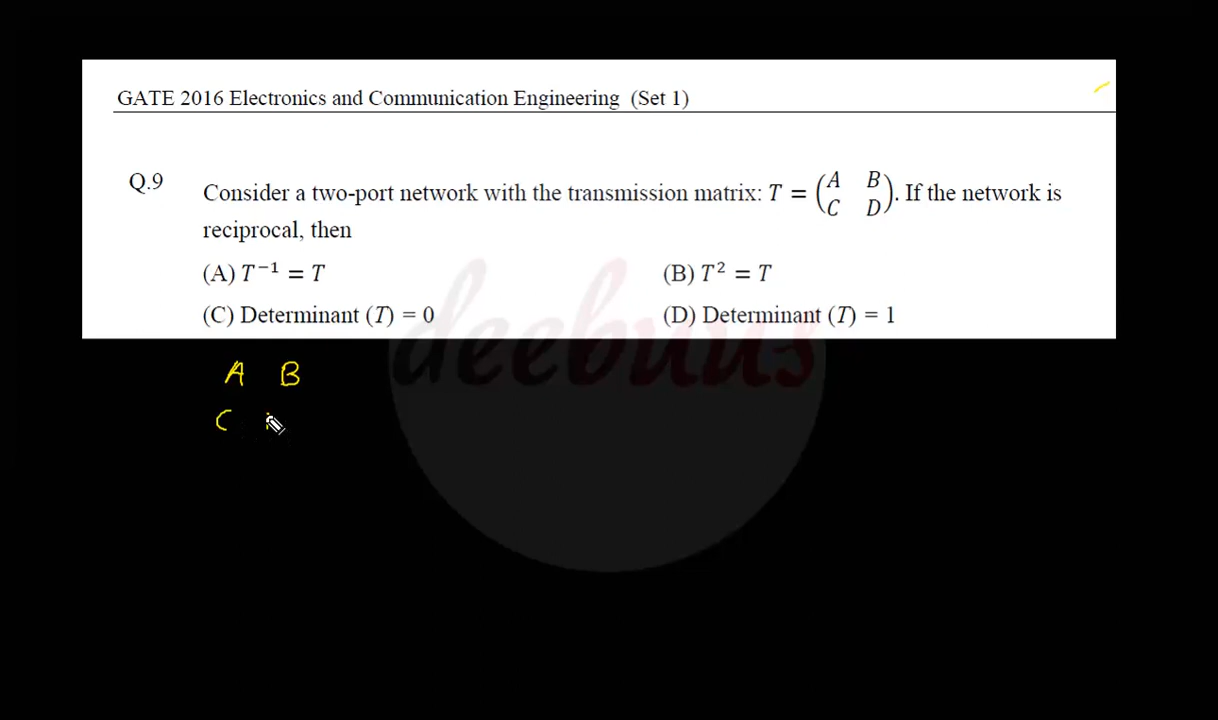 GATE 2016 Electronics and Communication Engineering (Set 1)
Q.9 Consider a two-port network with the transmission matrix: T = (A B
C D). If the network is
reciprocal, then
(A) T⁻¹ = T (B) T² = T
(C) Determinant (T) = 0 (D) Determinant (T) = 1
deebuus
A B
C